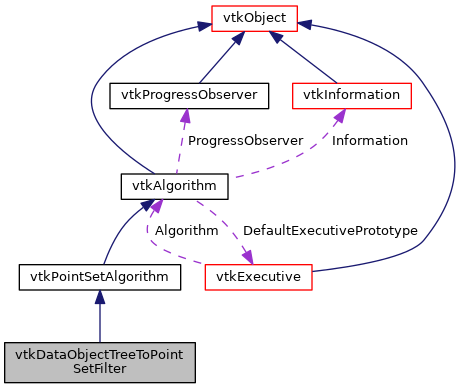 vtkObject
vtkProgressObserver
vtkInformation
ProgressObserver
Information
vtkAlgorithm
Algorithm
DefaultExecutivePrototype
vtkPointSetAlgorithm
vtkExecutive
vtkDataObjectTreeToPoint
SetFilter